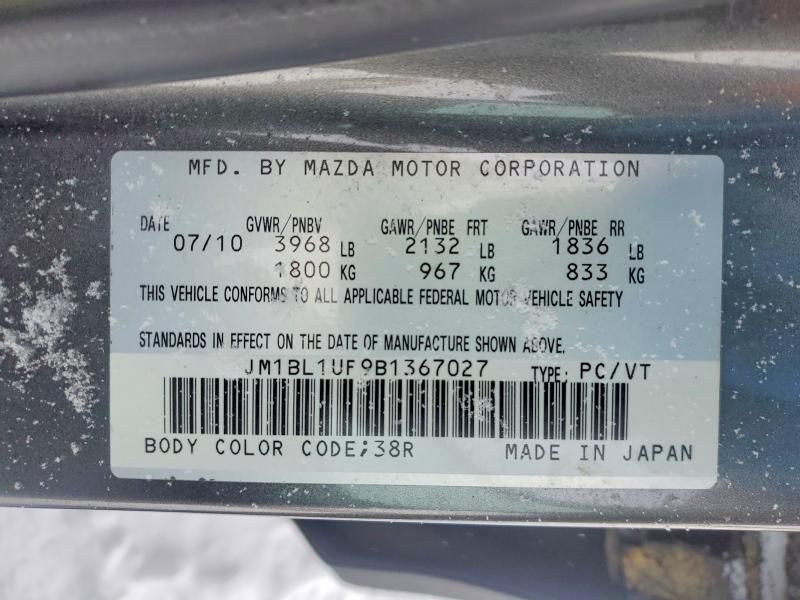 MFD. BY MAZDA MOTOR CORPORATION
DATE GVWR/PNBV GAWR/PNBE FRT GAWR/PNBE RR
07/10 3968 LB 2132 LB 1836 LB
1800 KG 967 KG 833 KG
THIS VEHICLE CONFORMS TO ALL APPLICABLE FEDERAL MOTOR VEHICLE SAFETY
STANDARDS IN EFFECT ON THE DATE OF MANUFACTURE SHOWN ABOVE.
JM1BL1UF9B1367027 TYPE: PC/VT
BODY COLOR CODE;38R MADE IN JAPAN